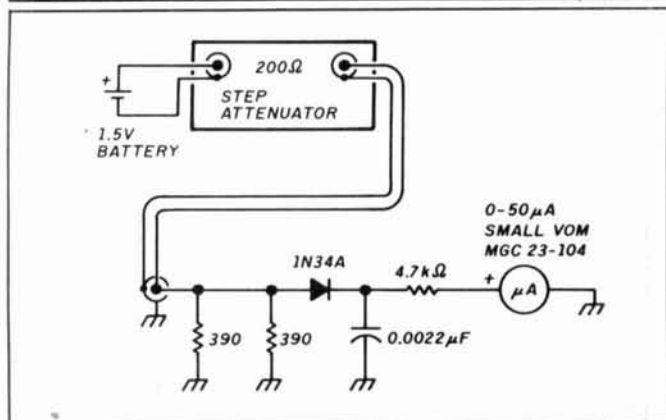 200Ω
STEP
ATTENUATOR
+
1.5V
BATTERY
0-50μA
SMALL VOM
MGC 23-104
1N34A
4.7kΩ
+
μA
390
390
0.0022μF